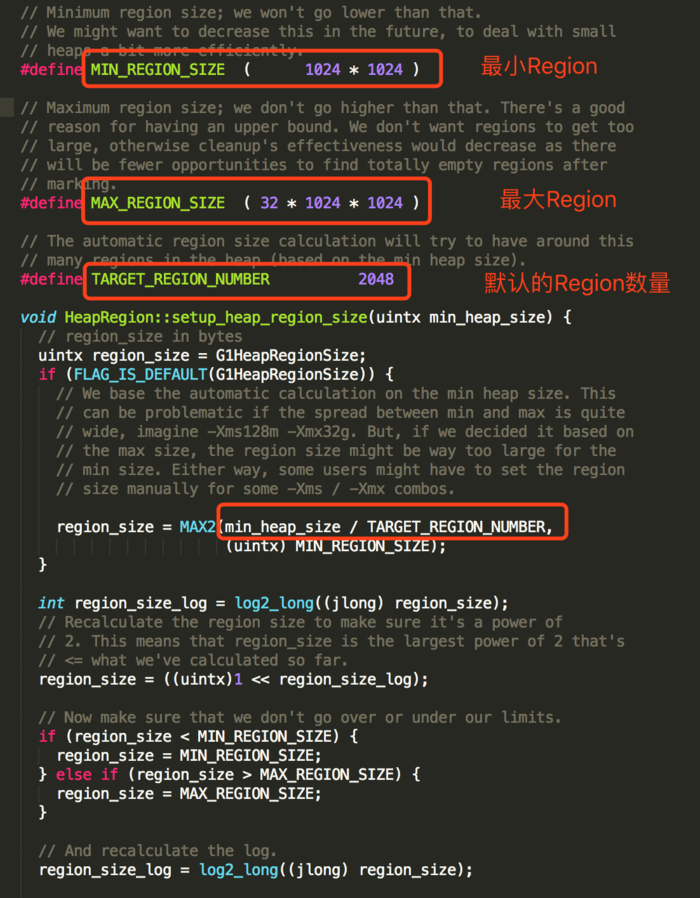 // Minimum region size; we won't go lower than that.
// We might want to decrease this in the future, to deal with small
// heaps a bit more efficiently.
#define MIN_REGION_SIZE  (      1024 * 1024 )
最小Region
// Maximum region size; we don't go higher than that. There's a good
// reason for having an upper bound. We don't want regions to get too
// large, otherwise cleanup's effectiveness would decrease as there
// will be fewer opportunities to find totally empty regions after
// marking.
#define MAX_REGION_SIZE  ( 32 * 1024 * 1024 )
最大Region
// The automatic region size calculation will try to have around this
// many regions in the heap (based on the min heap size).
#define TARGET_REGION_NUMBER          2048
默认的Region数量
void HeapRegion::setup_heap_region_size(uintx min_heap_size) {
  // region_size in bytes
  uintx region_size = G1HeapRegionSize;
  if (FLAG_IS_DEFAULT(G1HeapRegionSize)) {
    // We base the automatic calculation on the min heap size. This
    // can be problematic if the spread between min and max is quite
    // wide, imagine -Xms128m -Xmx32g. But, if we decided it based on
    // the max size, the region size might be way too large for the
    // min size. Either way, some users might have to set the region
    // size manually for some -Xms / -Xmx combos.
    region_size = MAX2(min_heap_size / TARGET_REGION_NUMBER,
                       (uintx) MIN_REGION_SIZE);
  }
  int region_size_log = log2_long((jlong) region_size);
  // Recalculate the region size to make sure it's a power of
  // 2. This means that region_size is the largest power of 2 that's
  // <= what we've calculated so far.
  region_size = ((uintx)1 << region_size_log);
  // Now make sure that we don't go over or under our limits.
  if (region_size < MIN_REGION_SIZE) {
    region_size = MIN_REGION_SIZE;
  } else if (region_size > MAX_REGION_SIZE) {
    region_size = MAX_REGION_SIZE;
  }
  // And recalculate the log.
  region_size_log = log2_long((jlong) region_size);